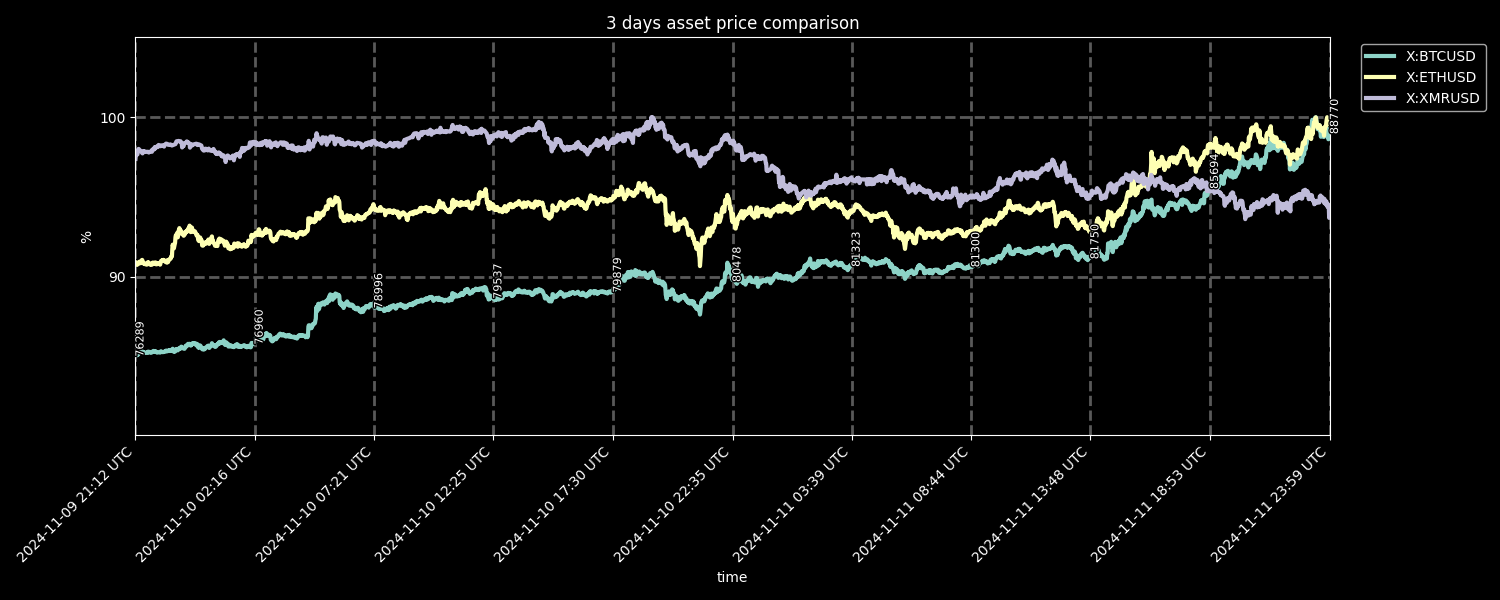 3 days asset price comparison
X:BTCUSD
X:ETHUSD
X:XMRUSD
100
90
%
76289
76960
78996
79537
79879
80478
81323
81300
81750
85694
88770
2024-11-09 21:12 UTC
2024-11-10 02:16 UTC
2024-11-10 07:21 UTC
2024-11-10 12:25 UTC
2024-11-10 17:30 UTC
2024-11-10 22:35 UTC
2024-11-11 03:39 UTC
2024-11-11 08:44 UTC
2024-11-11 13:48 UTC
2024-11-11 18:53 UTC
2024-11-11 23:59 UTC
time